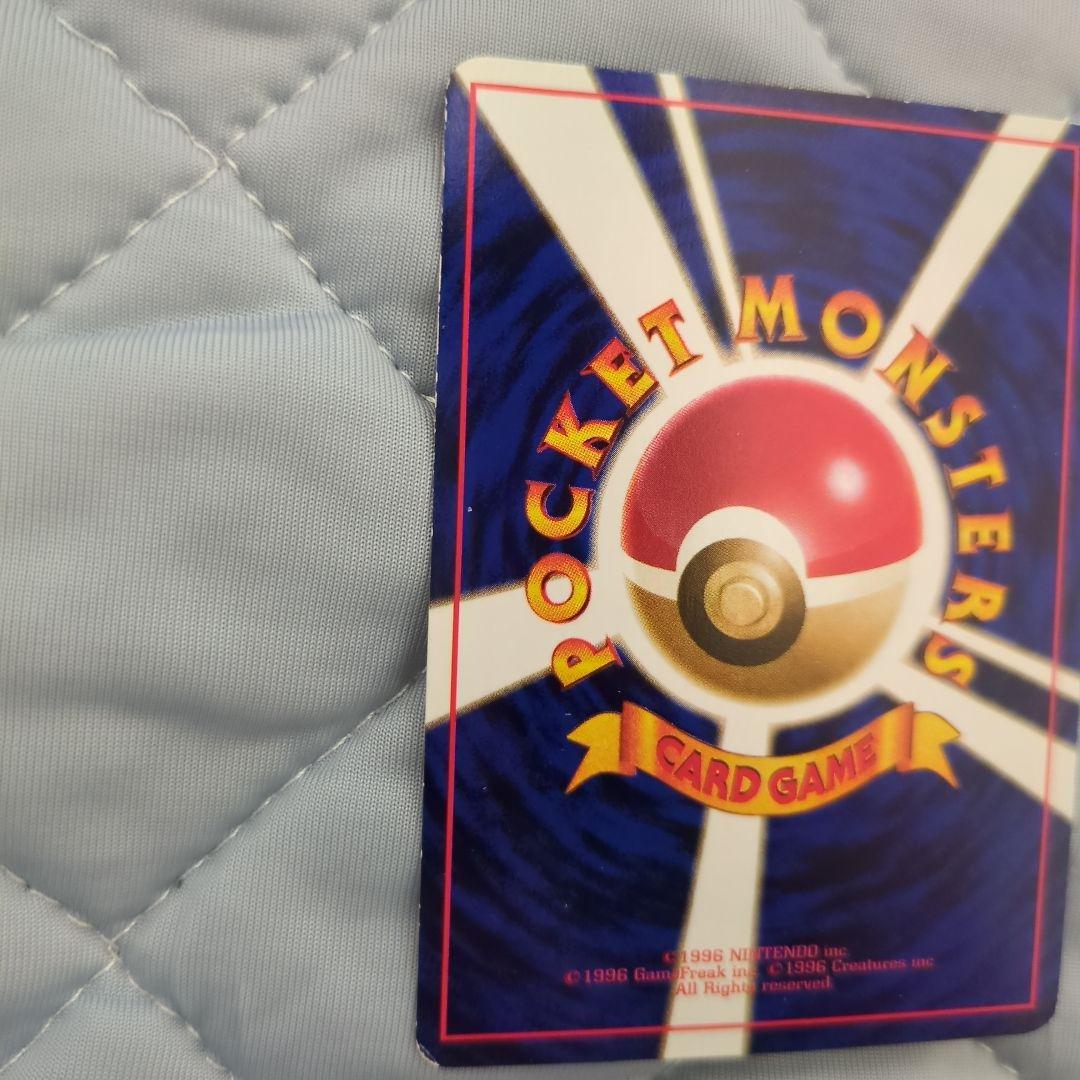 POCKET MONSTERS
CARD GAME
©1996 NINTENDO inc
©1996 GameFreak inc ©1996 Creatures inc
All Rights reserved